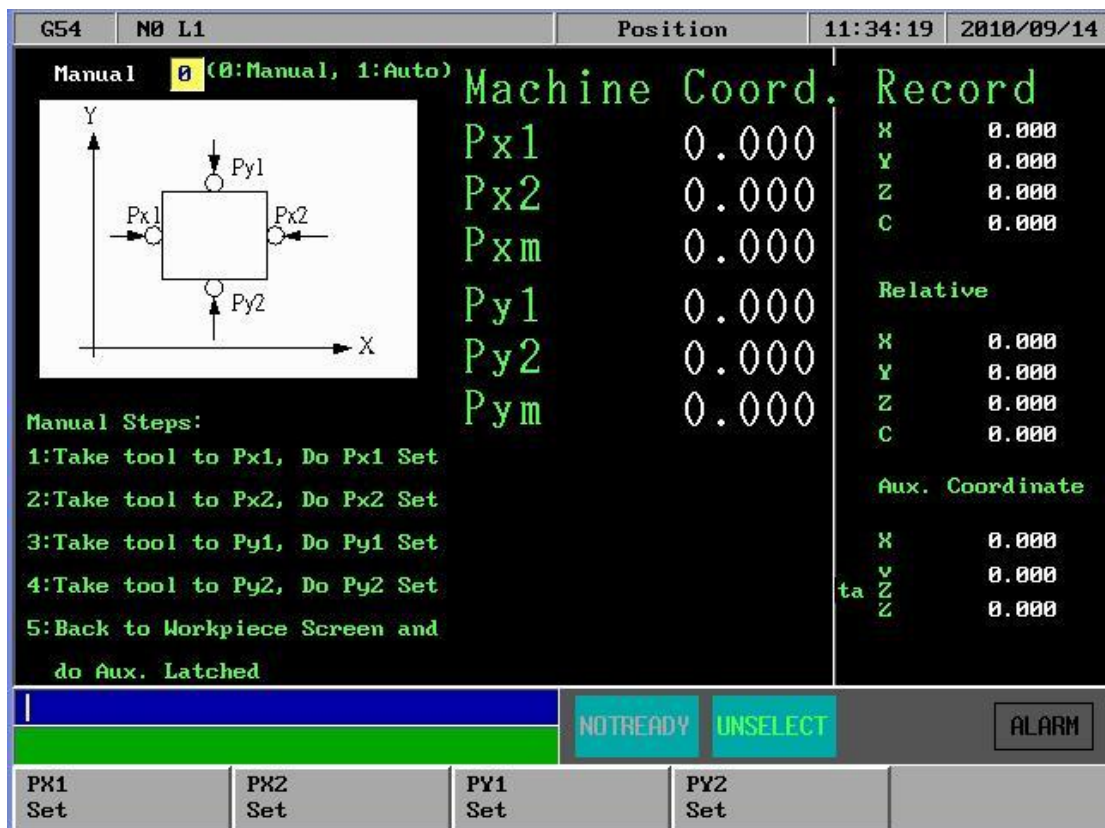 G54 N0 L1 Position 11:34:19 2010/09/14
Manual 0 (0:Manual, 1:Auto)
Y
Py1
Px1
Px2
Py2
X
Manual Steps:
1:Take tool to Px1, Do Px1 Set
2:Take tool to Px2, Do Px2 Set
3:Take tool to Py1, Do Py1 Set
4:Take tool to Py2, Do Py2 Set
5:Back to Workpiece Screen and
do Aux. Latched
Machine Coord.
Px1 0.000
Px2 0.000
Pxm 0.000
Py1 0.000
Py2 0.000
Pym 0.000
Record
X 0.000
Y 0.000
Z 0.000
C 0.000
Relative
X 0.000
Y 0.000
Z 0.000
C 0.000
Aux. Coordinate
X 0.000
Y 0.000
ta Z
Z 0.000
NOTREADY UNSELECT ALARM
PX1 Set
PX2 Set
PY1 Set
PY2 Set